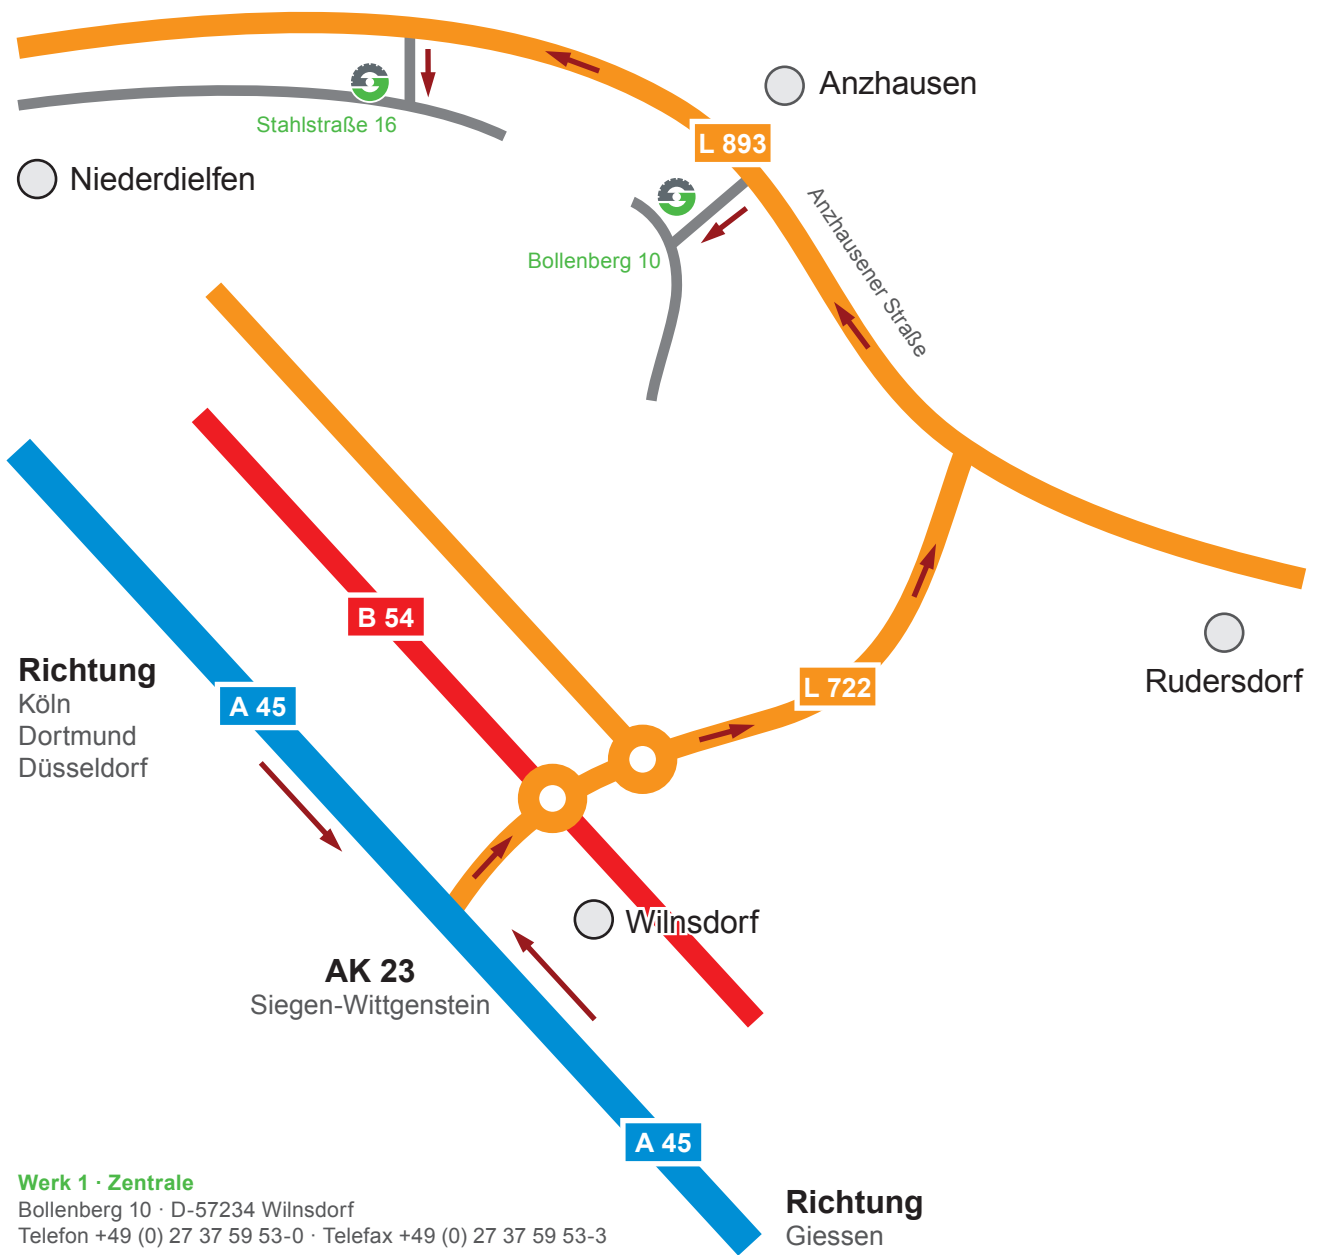 Anzhausen
Stahlstraße 16
L 893
Niederdielfen
Anzhausener Straße
Bollenberg 10
B 54
Richtung
Köln
Dortmund
Düsseldorf
A 45
L 722
Rudersdorf
Wilnsdorf
AK 23
Siegen-Wittgenstein
A 45
Richtung
Giessen
Werk 1 · Zentrale
Bollenberg 10 · D-57234 Wilnsdorf
Telefon +49 (0) 27 37 59 53-0 · Telefax +49 (0) 27 37 59 53-3